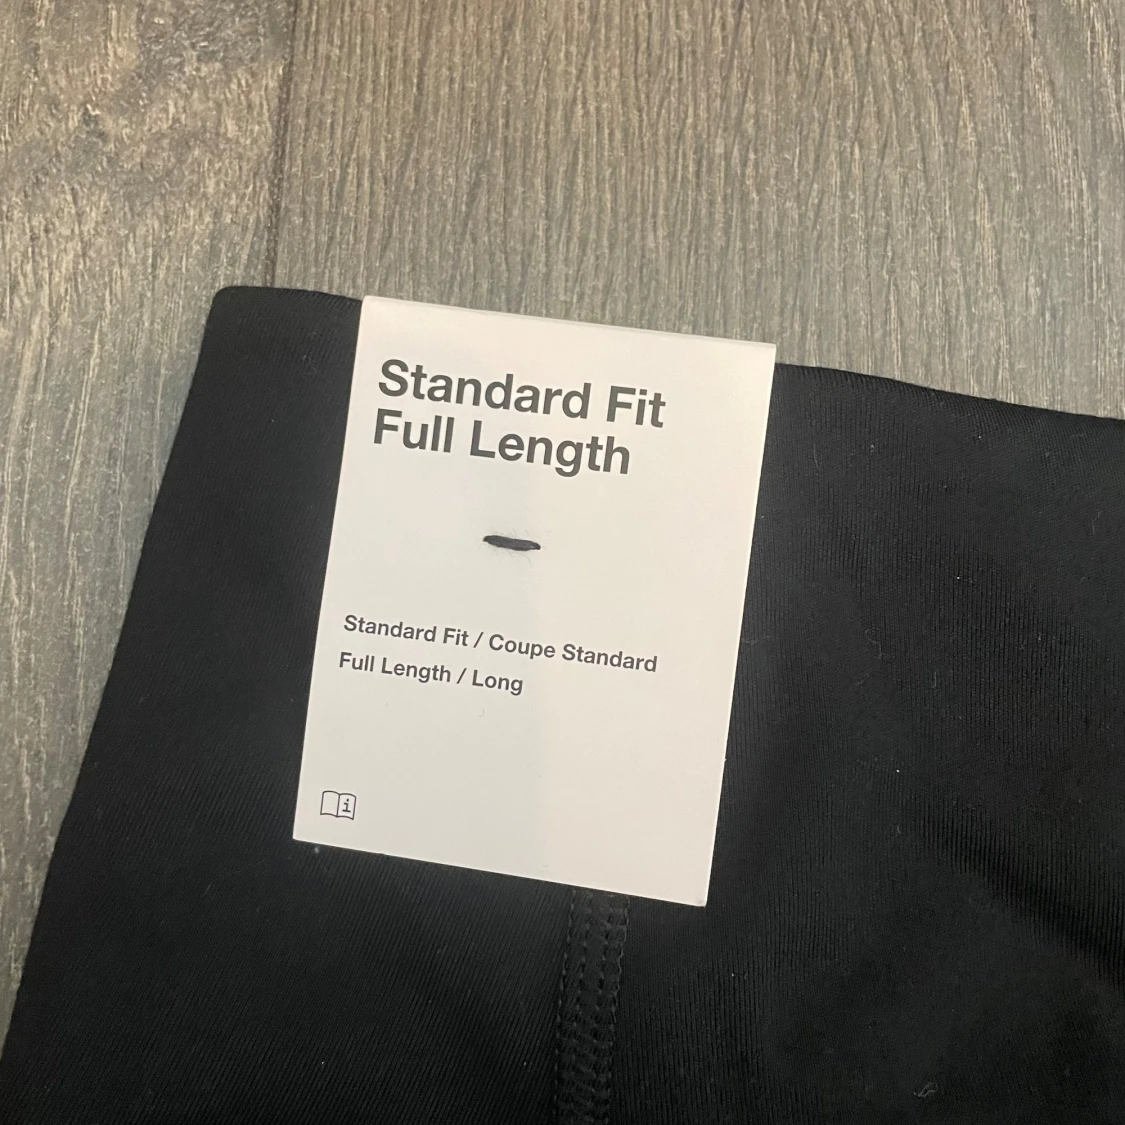 Standard Fit
Full Length
Standard Fit / Coupe Standard
Full Length / Long
i